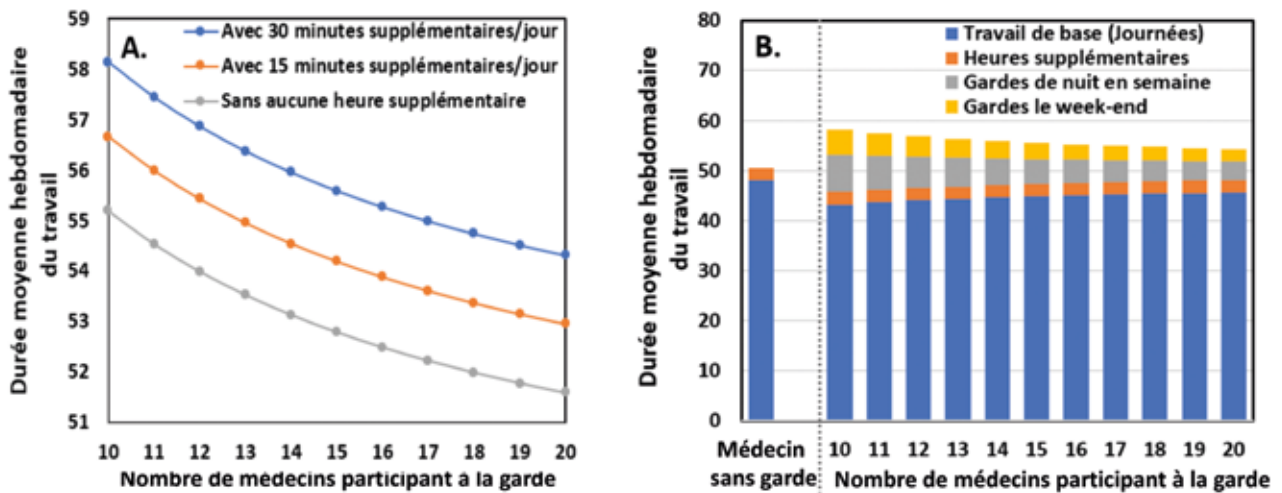 A.
Avec 30 minutes supplémentaires/jour
Avec 15 minutes supplémentaires/jour
Sans aucune heure supplémentaire
Durée moyenne hebdomadaire
du travail
59
58
57
56
55
54
53
52
51
10 11 12 13 14 15 16 17 18 19 20
Nombre de médecins participant à la garde
B.
Travail de base (Journées)
Heures supplémentaires
Gardes de nuit en semaine
Gardes le week-end
Durée moyenne hebdomadaire
du travail
80
70
60
50
40
30
20
10
0
Médecin
sans garde
10 11 12 13 14 15 16 17 18 19 20
Nombre de médecins participant à la garde